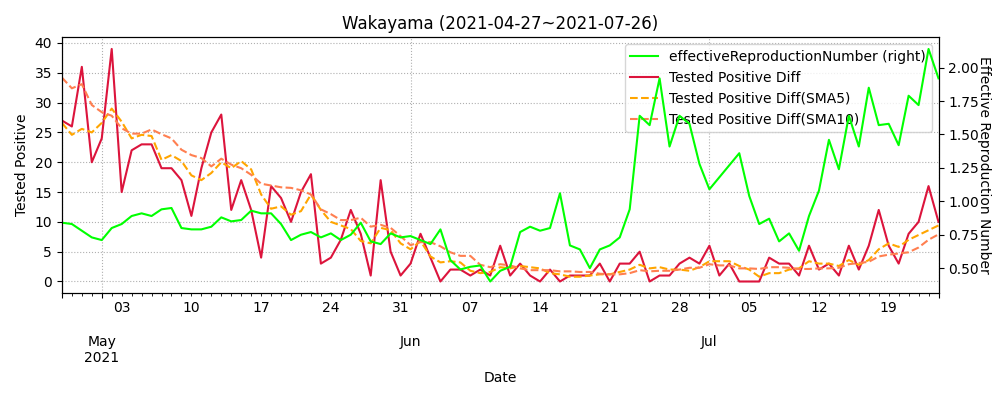 Wakayama (2021-04-27~2021-07-26)
effectiveReproductionNumber (right)
Tested Positive Diff
Tested Positive Diff(SMA5)
Tested Positive Diff(SMA10)
Tested Positive
40
35
30
25
20
15
10
5
0
Effective Reproduction Number
2.00
1.75
1.50
1.25
1.00
0.75
0.50
03 10 17 24 31 07 14 21 28 05 12 19
May Jun Jul
2021
Date